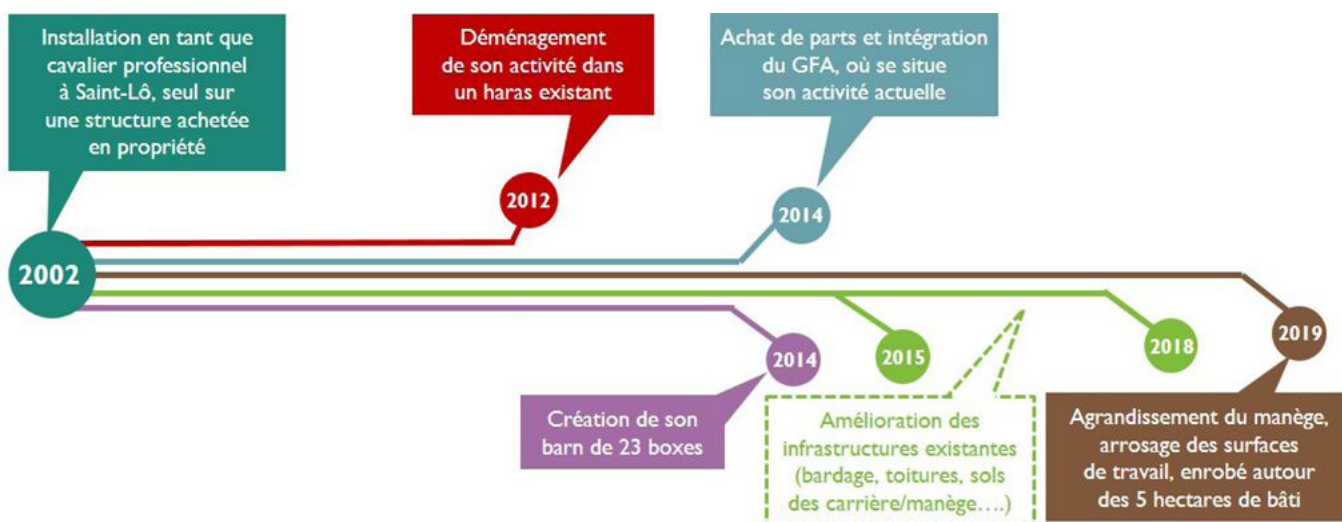 Installation en tant que
cavalier professionnel
à Saint-Lô, seul sur
une structure achetée
en propriété
Déménagement
de son activité dans
un haras existant
Achat de parts et intégration
du GFA, où se situe
son activité actuelle
2012
2014
2002
2014
2015
2018
2019
Création de son
barn de 23 boxes
Amélioration des
infrastructures existantes
(bardage, toitures, sols
des carrière/manège....)
Agrandissement du manège,
arrosage des surfaces
de travail, enrobé autour
des 5 hectares de bâti